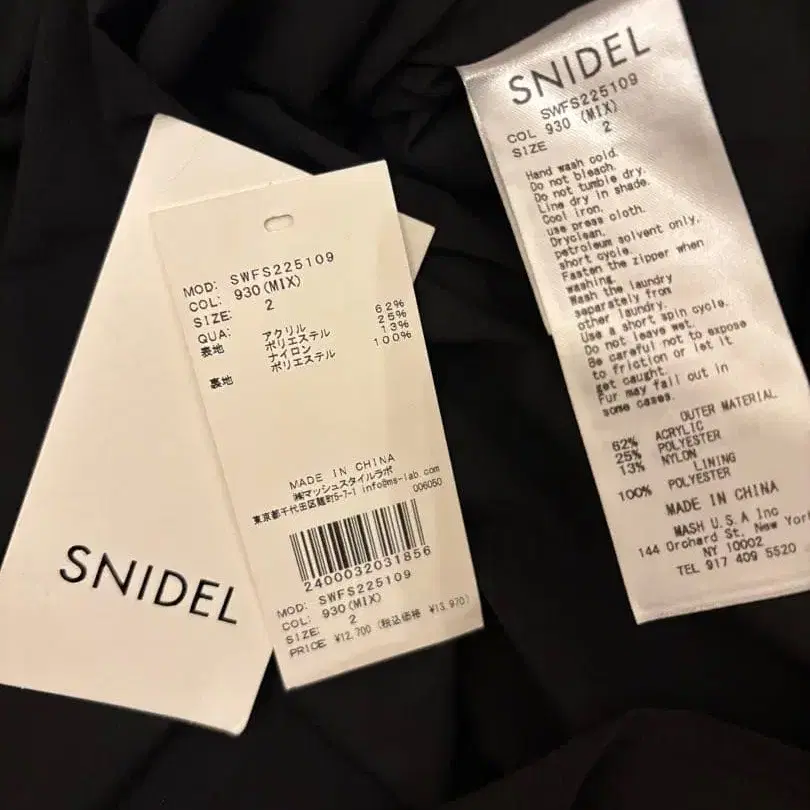 SNIDEL
MOD: SWFS225109
COL: 930(MIX)
SIZE: 2
QUA:
表地 アクリル 62%
ポリエステル 25%
ナイロン 13%
裏地 ポリエステル 100%
MADE IN CHINA
㈱マッシュスタイルラボ
東京都千代田区麹町5-7-1 info@ms-lab.com
006050
2400032031856
MOD: SWFS225109
COL: 930(MIX)
SIZE: 2
PRICE ¥12,700 (税込価格 ¥13,970)
SNIDEL
SWFS225109
COL 930 (MIX)
SIZE 2
Hand wash cold.
Do not bleach.
Do not tumble dry.
Line dry in shade.
Cool iron.
use press cloth.
Dryclean.
petroleum solvent only.
short cycle.
Fasten the zipper when
washing.
Wash the laundry
separately from
other laundry.
Use a short spin cycle.
Do not leave wet.
Be careful not to expose
to friction or let it
get caught.
Fur may fall out in
some cases.
OUTER MATERIAL
62% ACRYLIC
25% POLYESTER
13% NYLON
LINING
100% POLYESTER
MADE IN CHINA
MASH U.S.A Inc
144 Orchard St. New York
NY 10002
TEL 917 409 5520